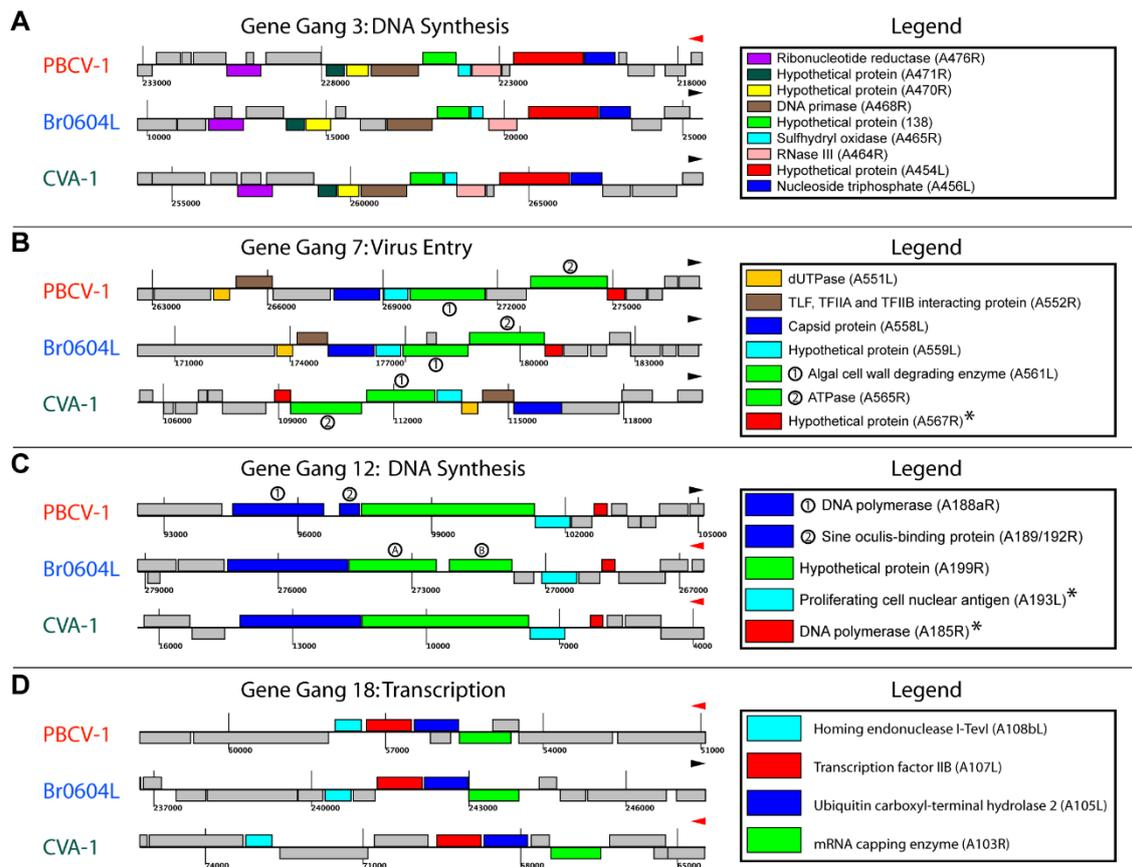 A
Gene Gang 3: DNA Synthesis
Legend
PBCV-1
233000 228000 223000 218000
Br0604L
10000 15000 20000 25000
CVA-1
255000 260000 265000
Ribonucleotide reductase (A476R)
Hypothetical protein (A471R)
Hypothetical protein (A470R)
DNA primase (A468R)
Hypothetical protein (138)
Sulfhydryl oxidase (A465R)
RNase III (A464R)
Hypothetical protein (A454L)
Nucleoside triphosphate (A456L)
B
Gene Gang 7: Virus Entry
Legend
PBCV-1
2
263000 266000 269000 272000 275000
1
Br0604L
2
171000 174000 177000 180000 183000
1
CVA-1
1
106000 109000 112000 115000 118000
2
dUTPase (A551L)
TLF, TFIIA and TFIIB interacting protein (A552R)
Capsid protein (A558L)
Hypothetical protein (A559L)
1 Algal cell wall degrading enzyme (A561L)
2 ATPase (A565R)
Hypothetical protein (A567R)*
C
Gene Gang 12: DNA Synthesis
Legend
PBCV-1
1 2
93000 96000 99000 102000 105000
Br0604L
A B
279000 276000 273000 270000 267000
CVA-1
16000 13000 10000 7000 4000
1 DNA polymerase (A188aR)
2 Sine oculis-binding protein (A189/192R)
Hypothetical protein (A199R)
Proliferating cell nuclear antigen (A193L)*
DNA polymerase (A185R)*
D
Gene Gang 18: Transcription
Legend
PBCV-1
60000 57000 54000 51000
Br0604L
237000 240000 243000 246000
CVA-1
74000 71000 68000 65000
Homing endonuclease I-TevI (A108bL)
Transcription factor IIB (A107L)
Ubiquitin carboxyl-terminal hydrolase 2 (A105L)
mRNA capping enzyme (A103R)